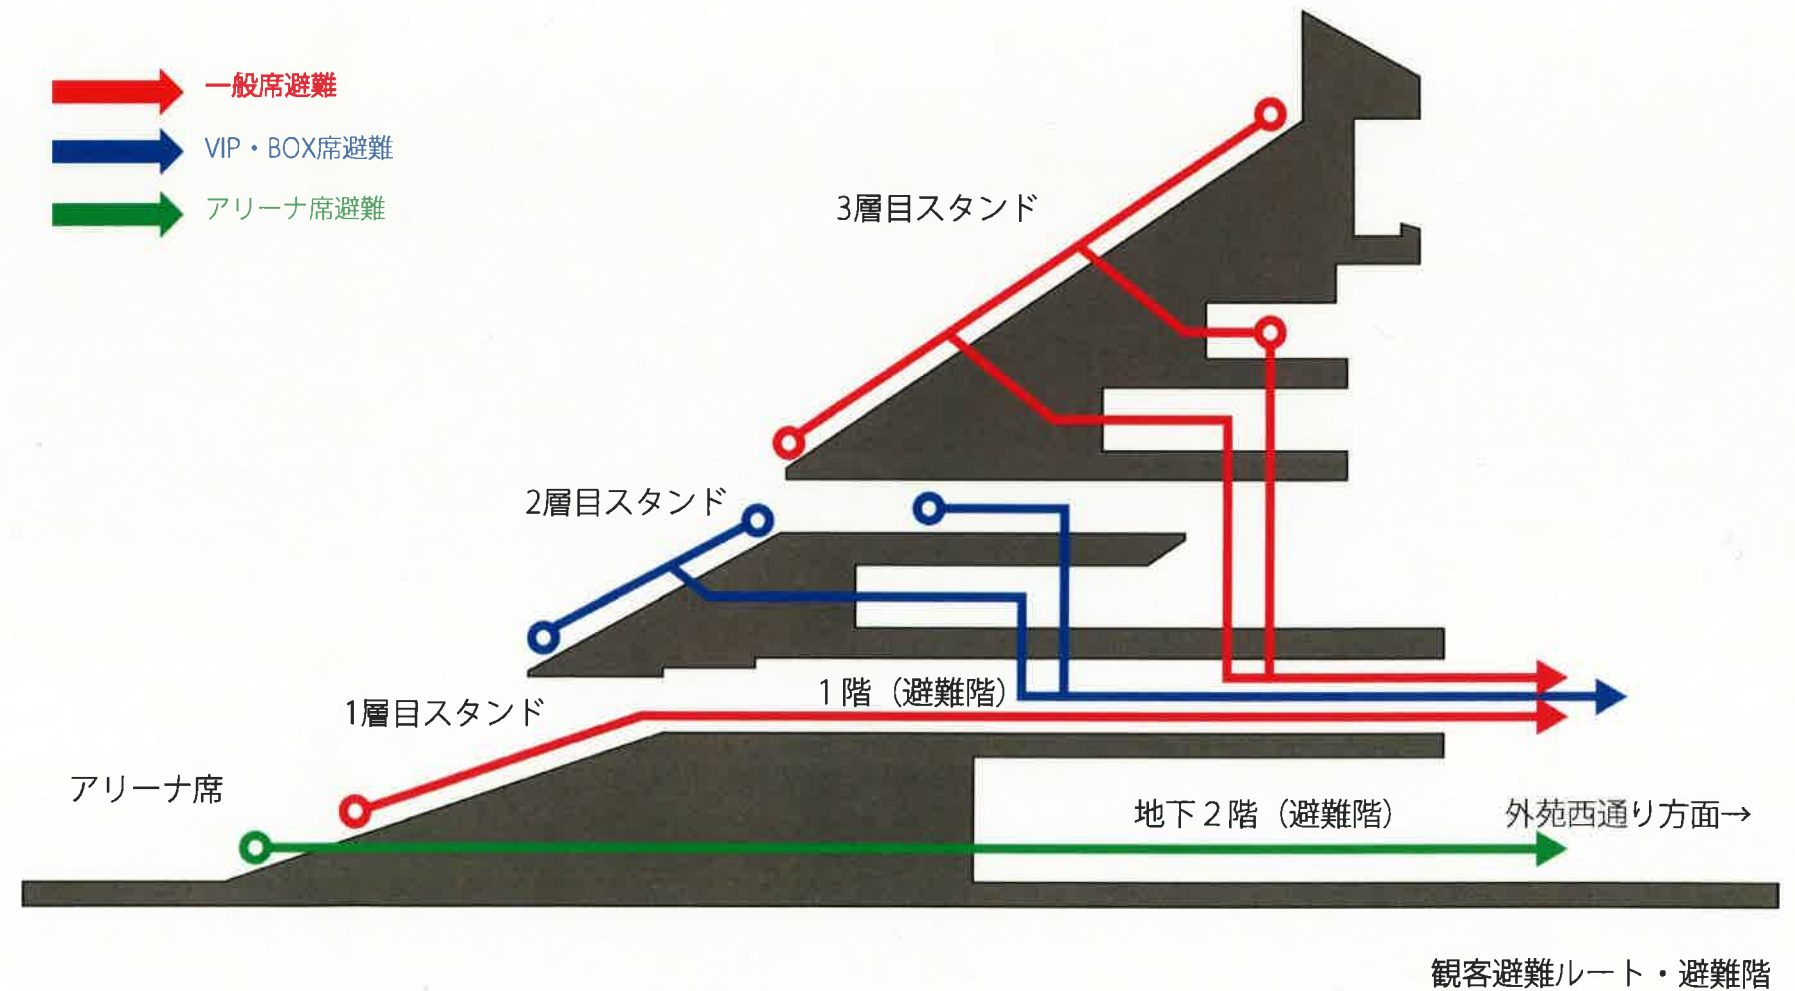 一般席避難
VIP・BOX席避難
アリーナ席避難
3層目スタンド
2層目スタンド
1階（避難階）
1層目スタンド
アリーナ席
地下2階（避難階）
外苑西通り方面→
観客避難ルート・避難階